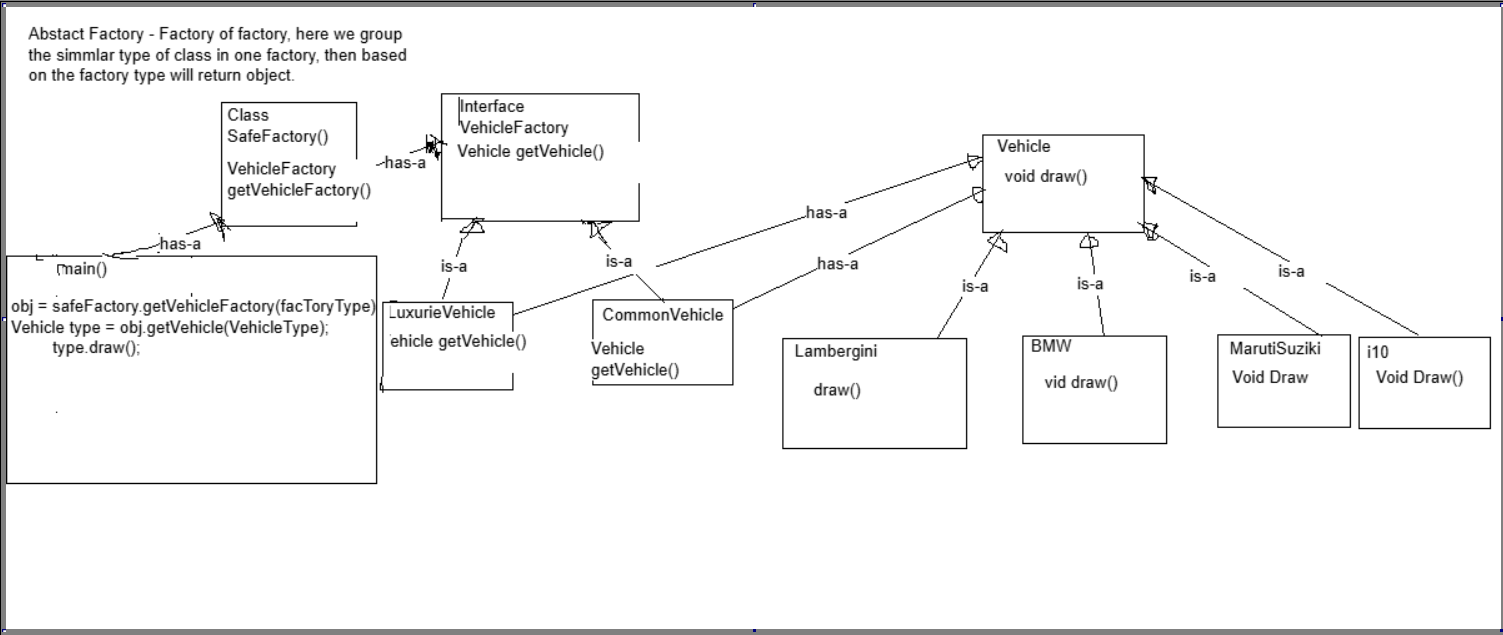 Abstact Factory - Factory of factory, here we group
the simmlar type of class in one factory, then based
on the factory type will return object.
Class
SafeFactory()
VehicleFactory
getVehicleFactory()
has-a
Interface
VehicleFactory
Vehicle getVehicle()
has-a
main()
obj = safeFactory.getVehicleFactory(facToryType)
Vehicle type = obj.getVehicle(VehicleType);
type.draw();
is-a
is-a
LuxurieVehicle
ehicle getVehicle()
CommonVehicle
Vehicle
getVehicle()
has-a
has-a
Vehicle
void draw()
is-a
is-a
is-a
is-a
Lambergini
draw()
BMW
vid draw()
MarutiSuziki
Void Draw
i10
Void Draw()